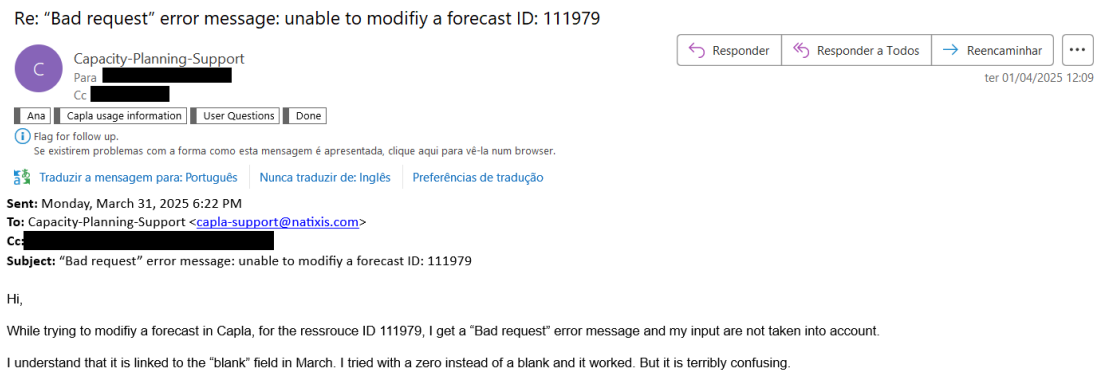 Re: “Bad request” error message: unable to modifiy a forecast ID: 111979
C
Capacity-Planning-Support
Para
Cc
Responder
Responder a Todos
Reencaminhar
ter 01/04/2025 12:09
Ana
Capla usage information
User Questions
Done
Flag for follow up.
Se existirem problemas com a forma como esta mensagem é apresentada, clique aqui para vê-la num browser.
Traduzir a mensagem para: Português
Nunca traduzir de: Inglês
Preferências de tradução
Sent: Monday, March 31, 2025 6:22 PM
To: Capacity-Planning-Support <capla-support@natixis.com>
Cc:
Subject: “Bad request” error message: unable to modifiy a forecast ID: 111979
Hi,
While trying to modifiy a forecast in Capla, for the ressrouce ID 111979, I get a “Bad request” error message and my input are not taken into account.
I understand that it is linked to the “blank” field in March. I tried with a zero instead of a blank and it worked. But it is terribly confusing.